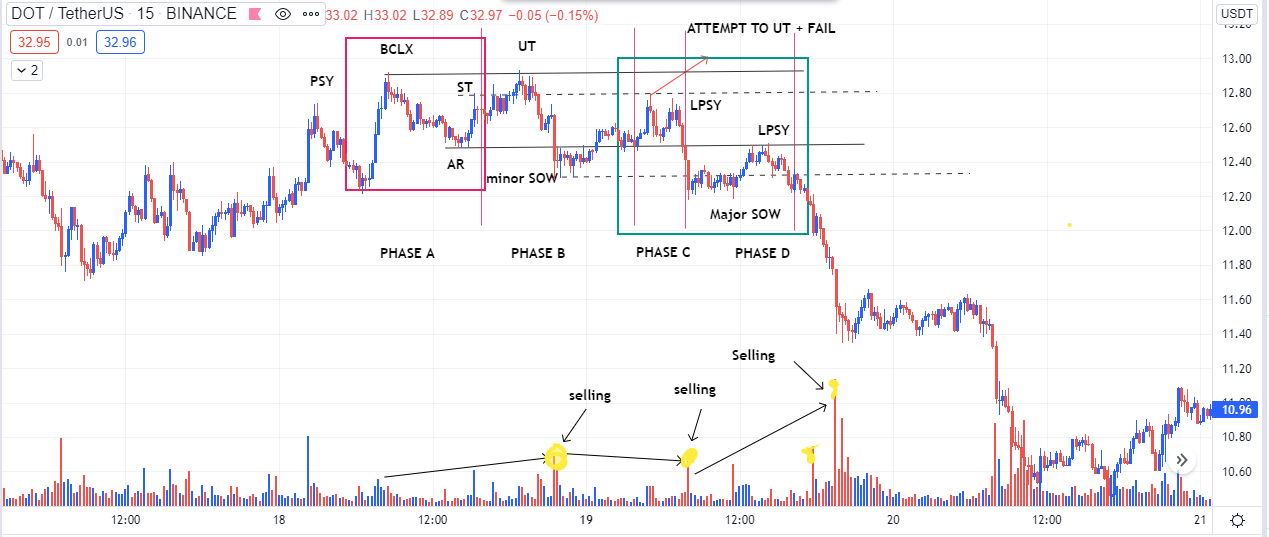 DOT / TetherUS · 15 · BINANCE 33.02 H33.02 L32.89 C32.97 −0.05 (−0.15%) USDT
32.95 0.01 32.96
2
ATTEMPT TO UT + FAIL
BCLX
UT
PSY
ST
LPSY
LPSY
AR
minor SOW
Major SOW
PHASE A PHASE B PHASE C PHASE D
Selling
selling
selling
13.00
12.80
12.60
12.40
12.20
12.00
11.80
11.60
11.40
11.20
10.96
10.80
10.60
12:00 18 12:00 19 12:00 20 12:00 21